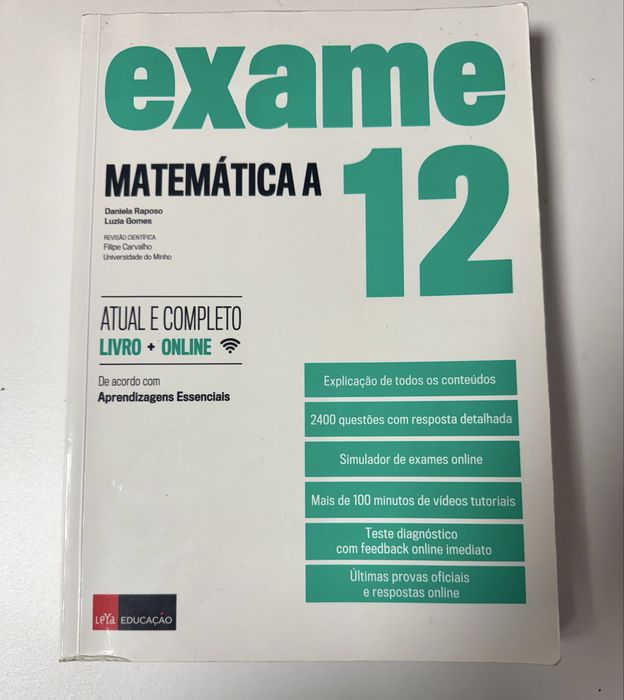 exame
MATEMÁTICA A
12
Daniela Raposo
Luzia Gomes
REVISÃO CIENTÍFICA
Filipe Carvalho
Universidade do Minho
ATUAL E COMPLETO
LIVRO + ONLINE
De acordo com
Aprendizagens Essenciais
Explicação de todos os conteúdos
2400 questões com resposta detalhada
Simulador de exames online
Mais de 100 minutos de vídeos tutoriais
Teste diagnóstico
com feedback online imediato
Últimas provas oficiais
e respostas online
LeYa EDUCAÇÃO